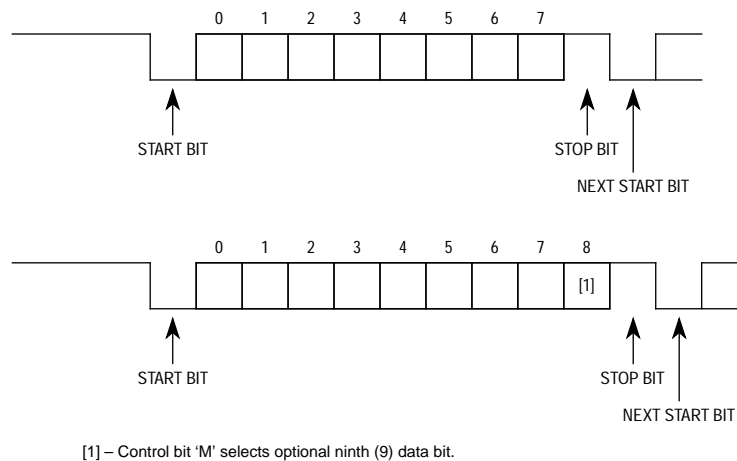 0 1 2 3 4 5 6 7
START BIT
STOP BIT
NEXT START BIT
0 1 2 3 4 5 6 7 8
[1]
START BIT
STOP BIT
NEXT START BIT
[1] – Control bit ‘M’ selects optional ninth (9) data bit.